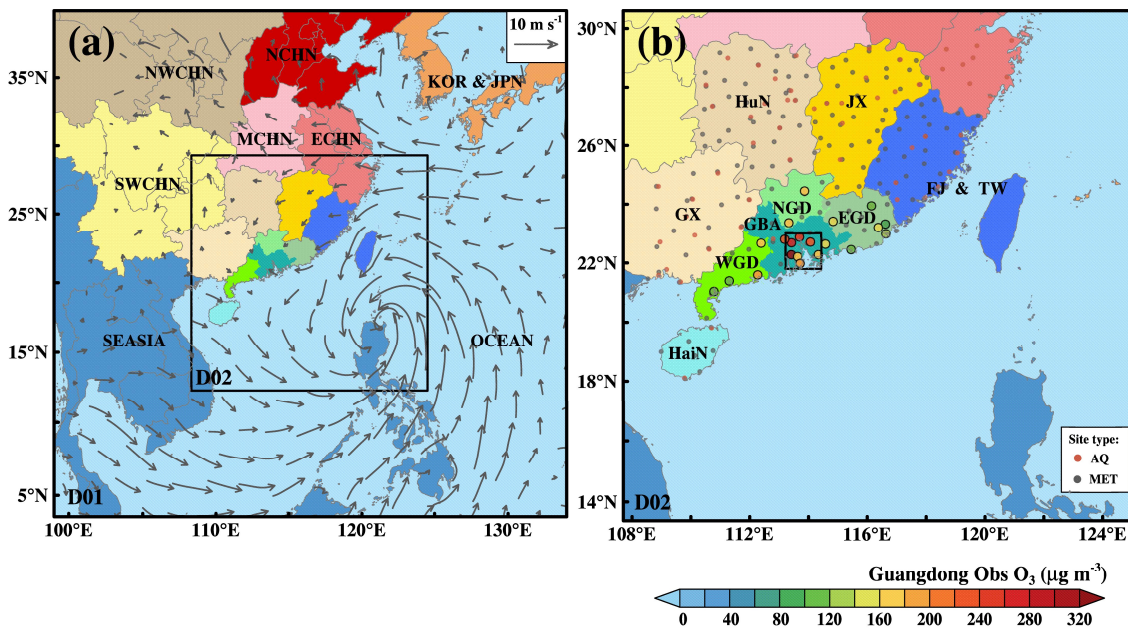 (a)
10 m s⁻¹
NCHN
NWCHN
KOR & JPN
MCHN
ECHN
SWCHN
SEASIA
OCEAN
D02
D01
35°N
25°N
15°N
5°N
100°E
110°E
120°E
130°E
(b)
HuN
JX
FJ & TW
NGD
EGD
GX
GBA
WGD
HaiN
Site type:
AQ
MET
D02
30°N
26°N
22°N
18°N
14°N
108°E
112°E
116°E
120°E
124°E
Guangdong Obs O₃ (μg m⁻³)
0 40 80 120 160 200 240 280 320